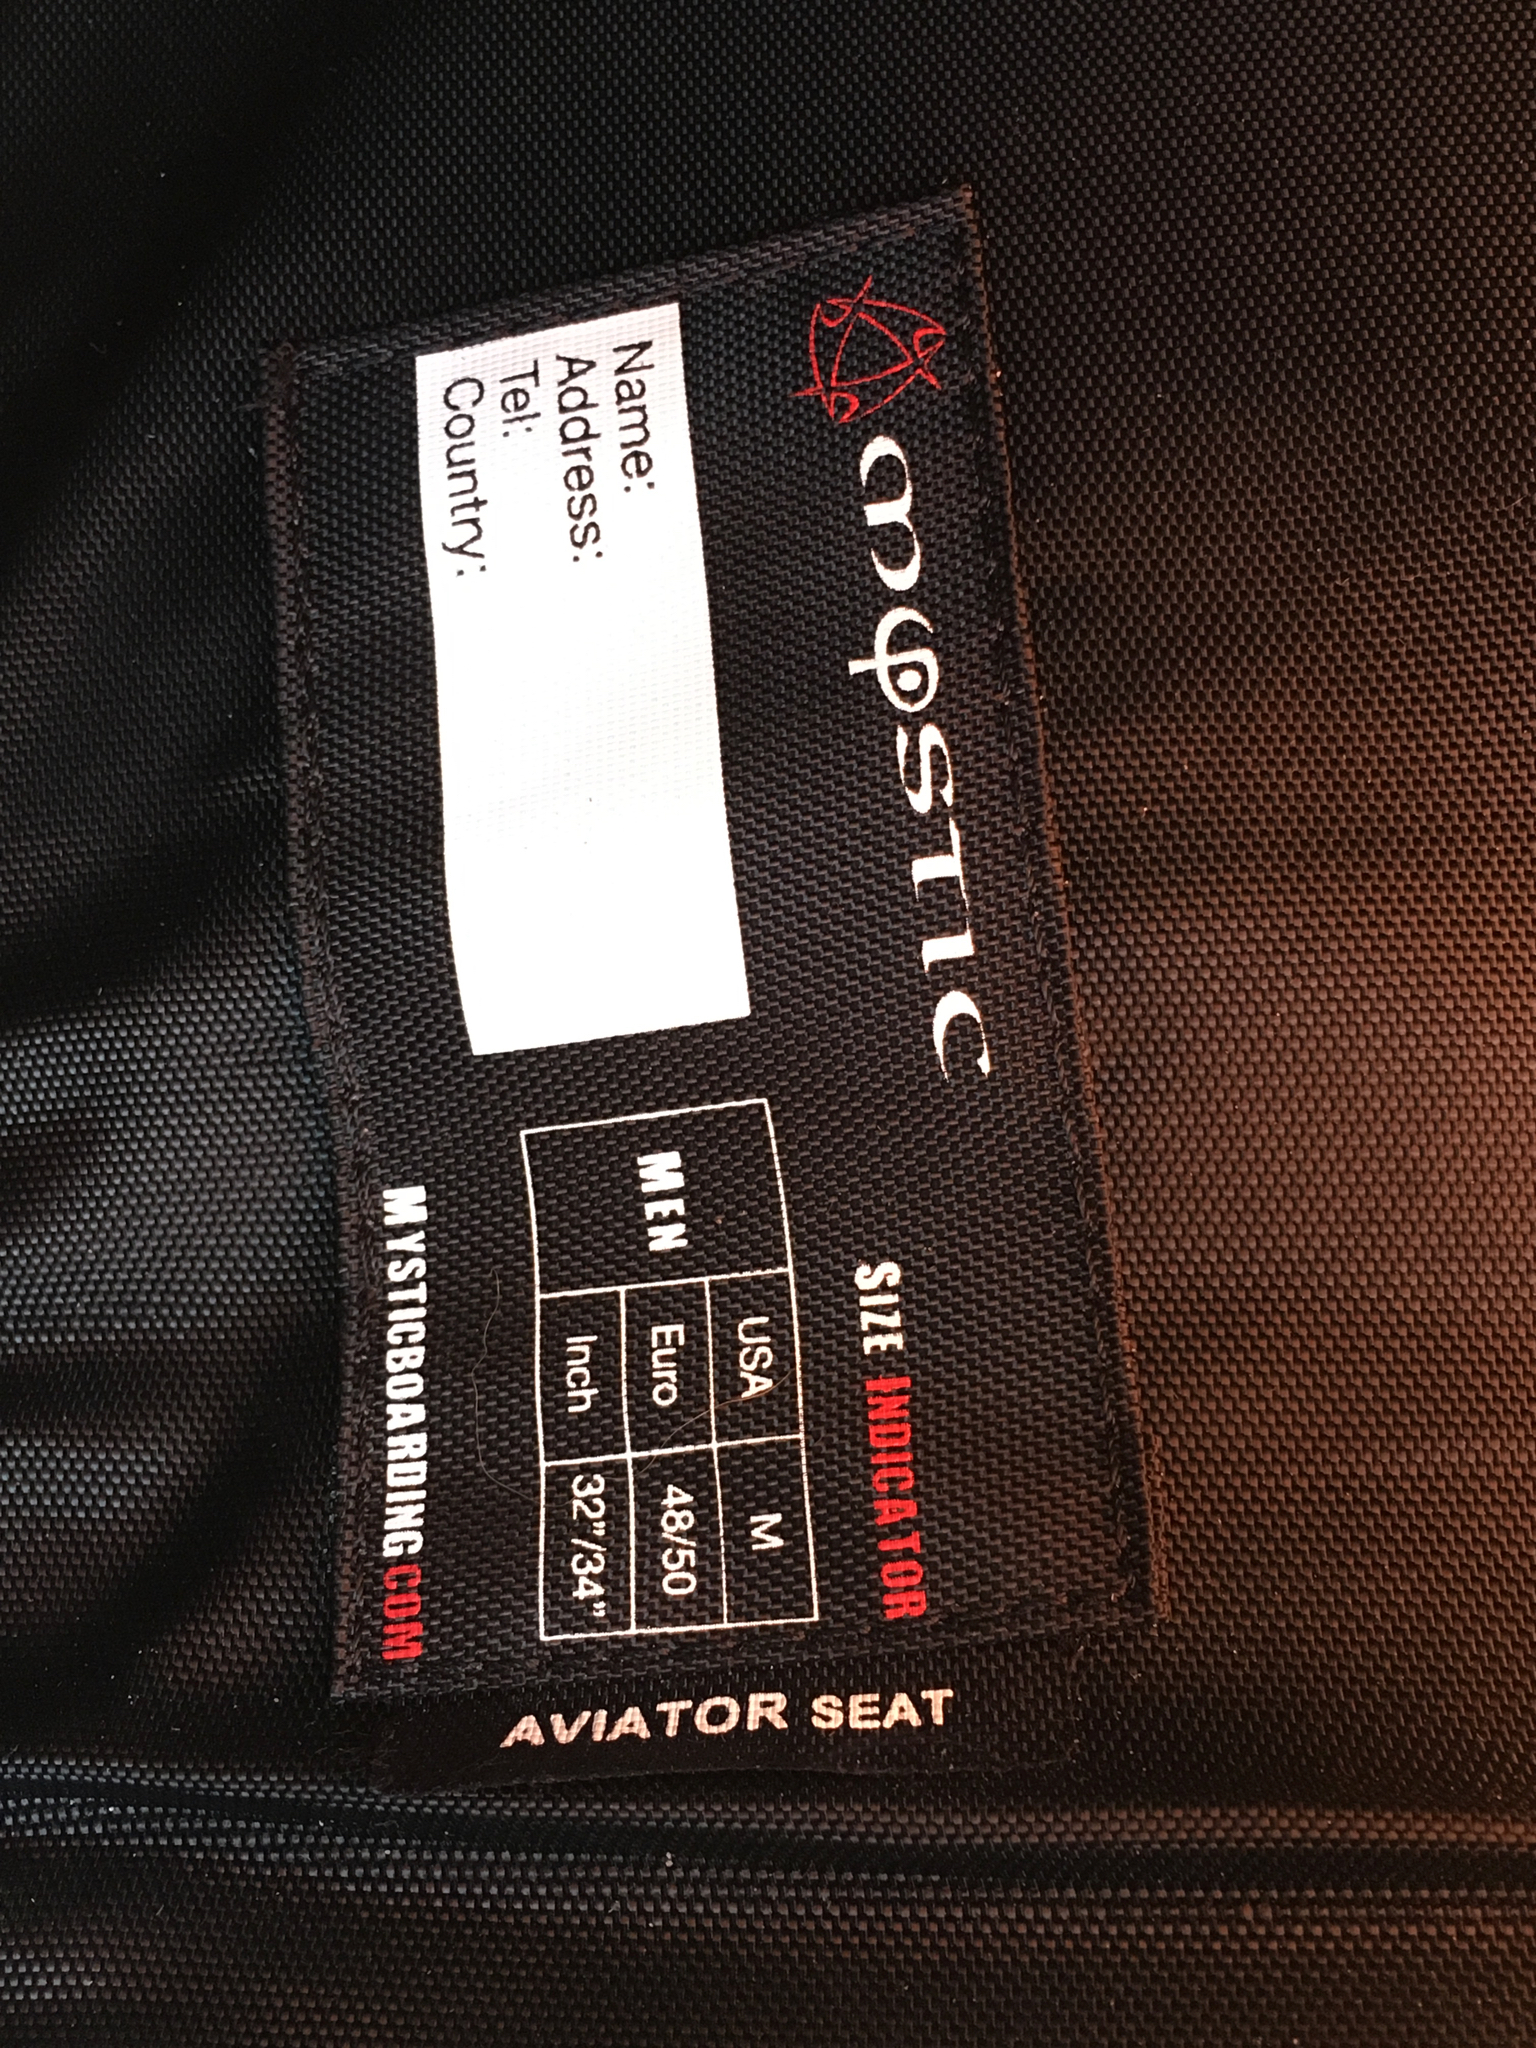 mystic
Name:
Address:
Tel:
Country:
SIZE INDICATOR
MEN
USA M
Euro 48/50
Inch 32"/34"
MYSTICBOARDING.COM
AVIATOR SEAT